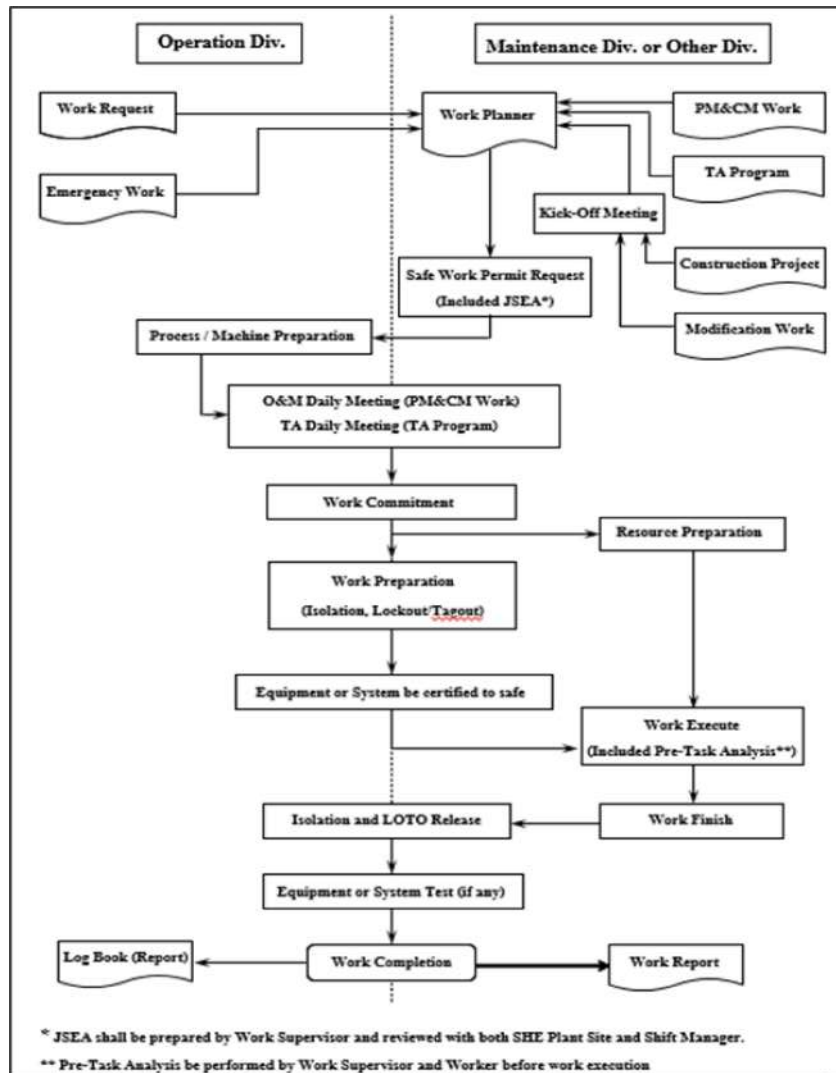 Operation Div.
Maintenance Div. or Other Div.
Work Request
Work Planner
PM&CM Work
Emergency Work
TA Program
Kick-Off Meeting
Safe Work Permit Request
(Included JSEA*)
Construction Project
Process / Machine Preparation
Modification Work
O&M Daily Meeting (PM&CM Work)
TA Daily Meeting (TA Program)
Work Commitment
Resource Preparation
Work Preparation
(Isolation, Lockout/Tagout)
Equipment or System be certified to safe
Work Execute
(Included Pre-Task Analysis**)
Isolation and LOTO Release
Work Finish
Equipment or System Test (if any)
Log Book (Report)
Work Completion
Work Report
* JSEA shall be prepared by Work Supervisor and reviewed with both SHE Plant Site and Shift Manager.
** Pre-Task Analysis be performed by Work Supervisor and Worker before work execution